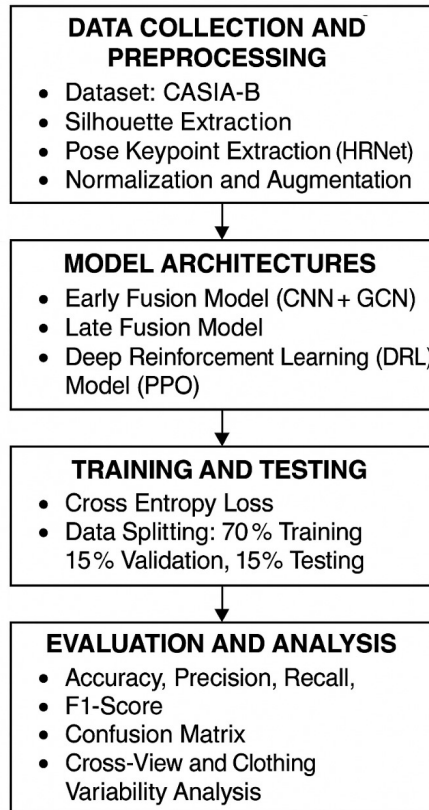 DATA COLLECTION AND
PREPROCESSING
• Dataset: CASIA-B
• Silhouette Extraction
• Pose Keypoint Extraction (HRNet)
• Normalization and Augmentation
MODEL ARCHITECTURES
• Early Fusion Model (CNN + GCN)
• Late Fusion Model
• Deep Reinforcement Learning (DRL)
Model (PPO)
TRAINING AND TESTING
• Cross Entropy Loss
• Data Splitting: 70 % Training
15% Validation, 15% Testing
EVALUATION AND ANALYSIS
• Accuracy, Precision, Recall,
• F1-Score
• Confusion Matrix
• Cross-View and Clothing
Variability Analysis